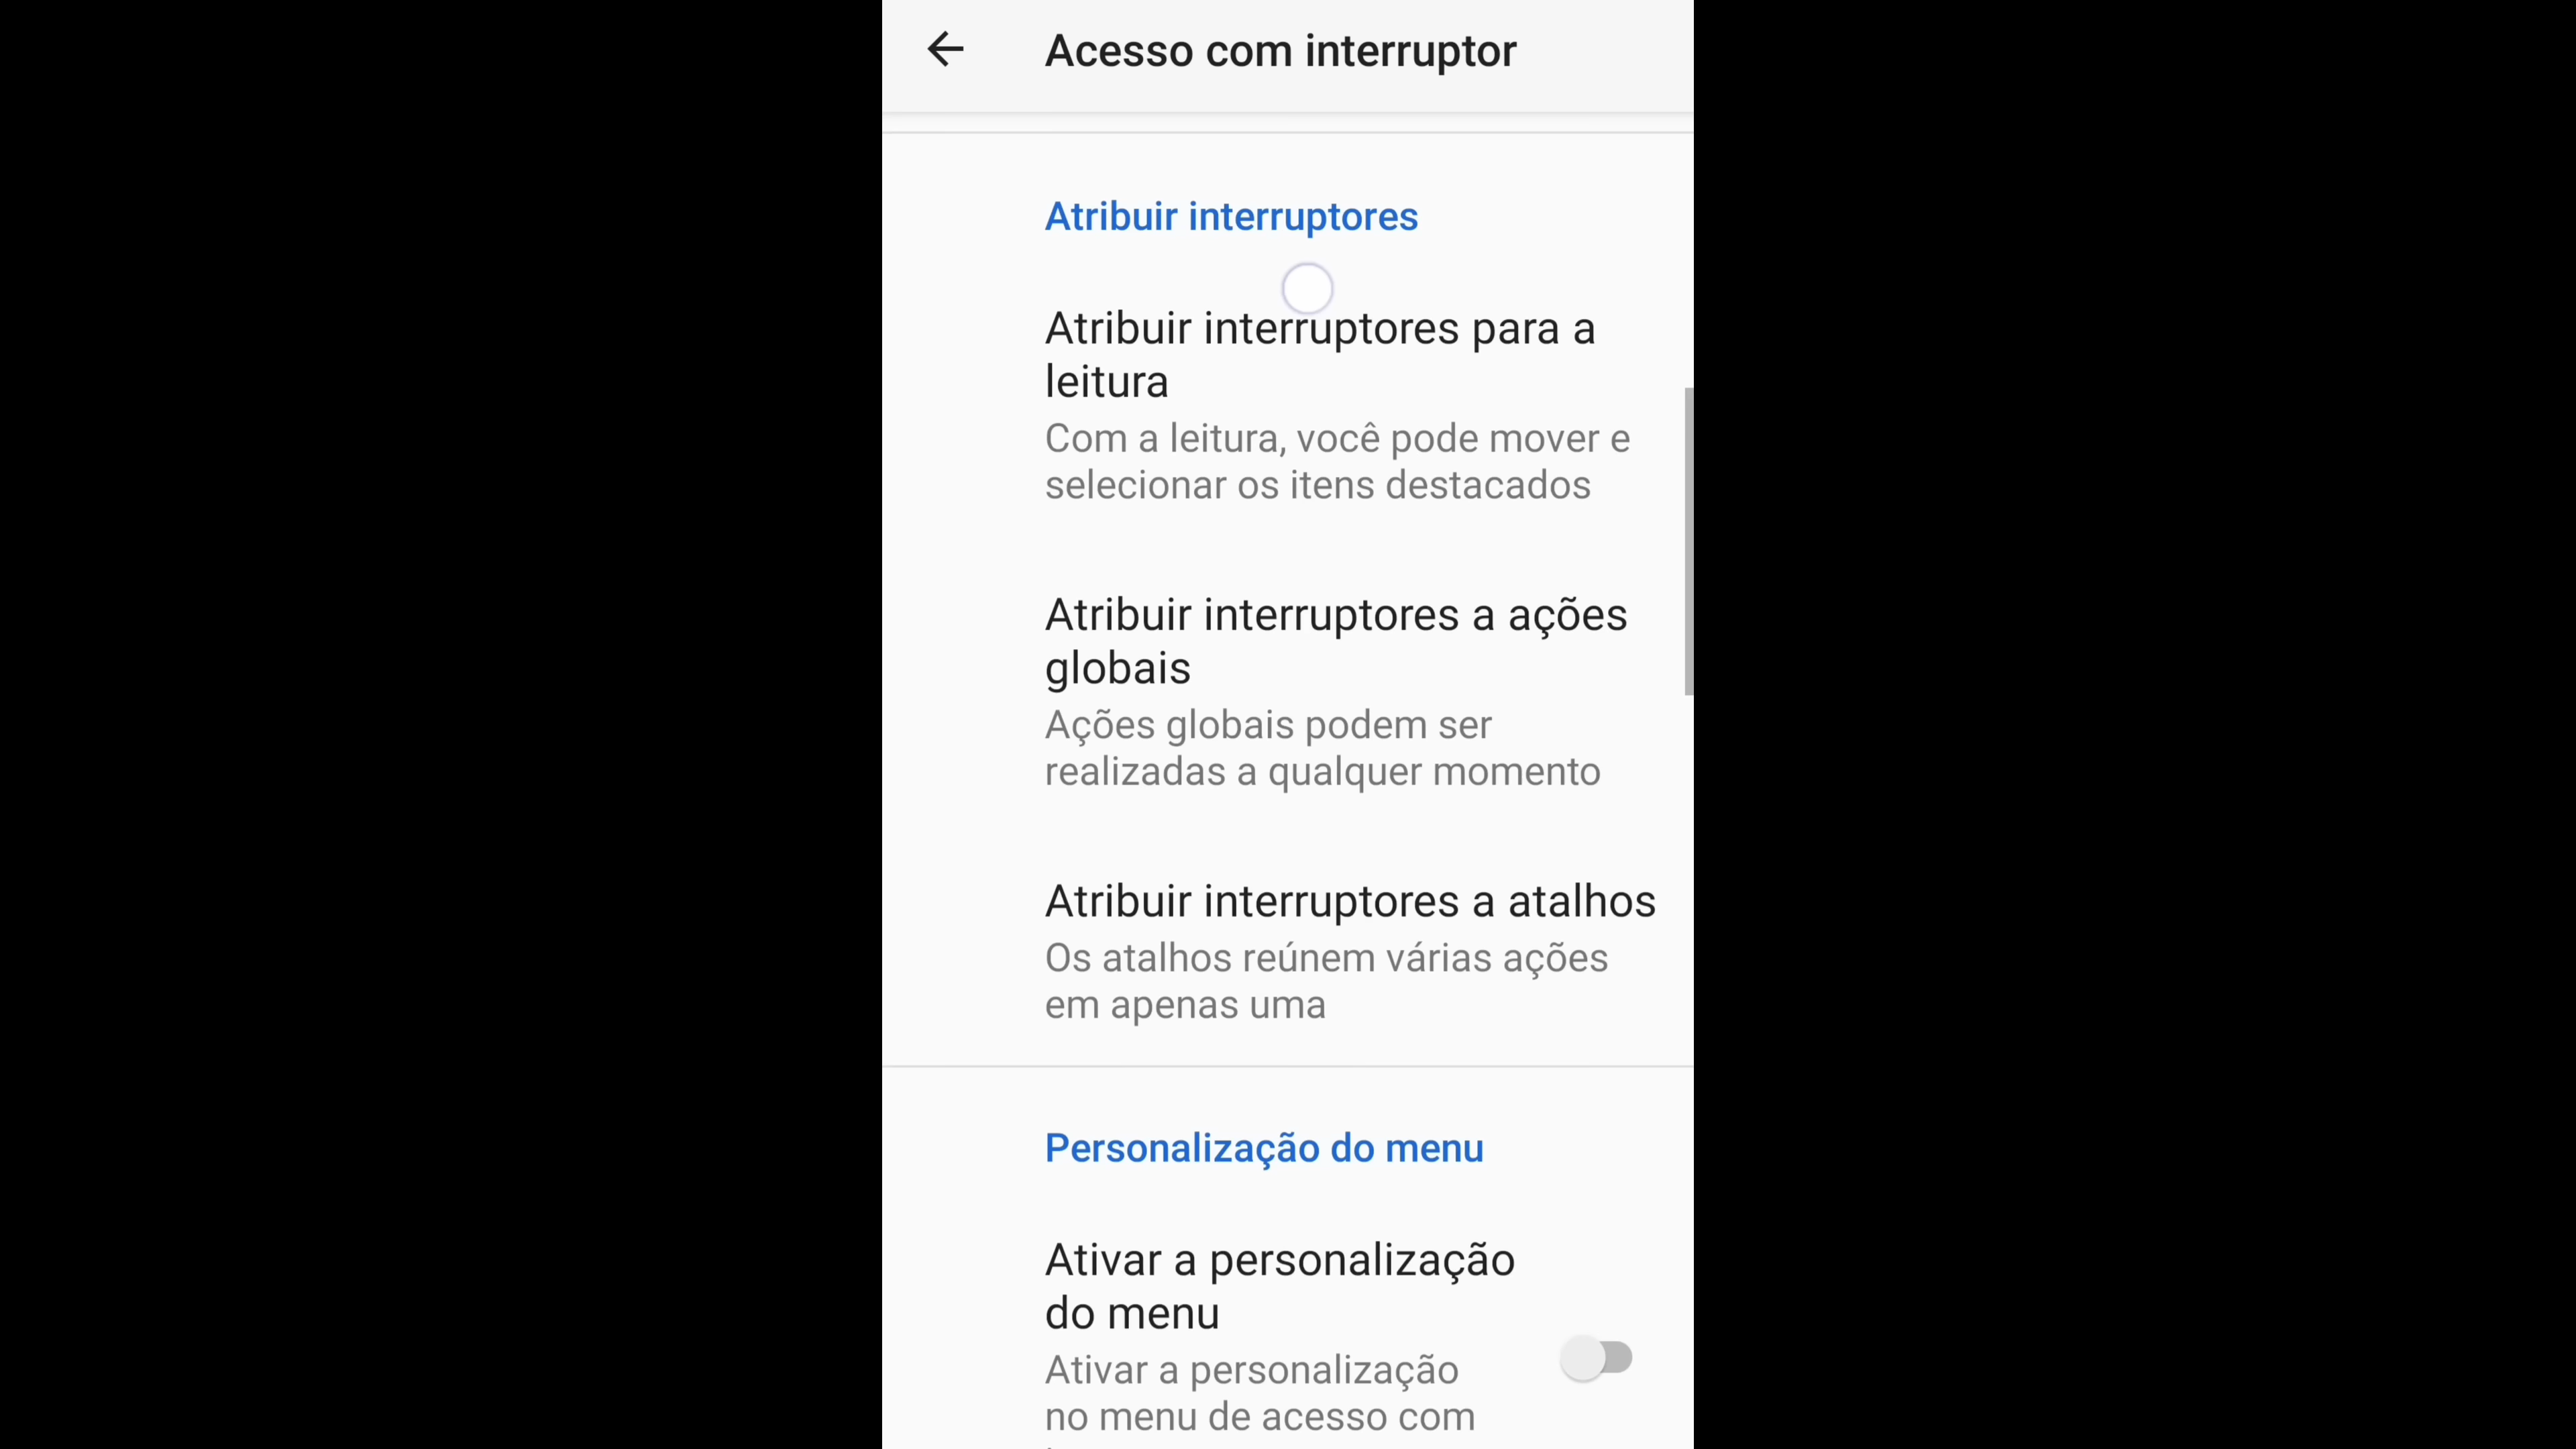 Acesso com interruptor
Atribuir interruptores
Atribuir interruptores para a
leitura
Com a leitura, você pode mover e
selecionar os itens destacados
Atribuir interruptores a ações
globais
Ações globais podem ser
realizadas a qualquer momento
Atribuir interruptores a atalhos
Os atalhos reúnem várias ações
em apenas uma
Personalização do menu
Ativar a personalização
do menu
Ativar a personalização
no menu de acesso com